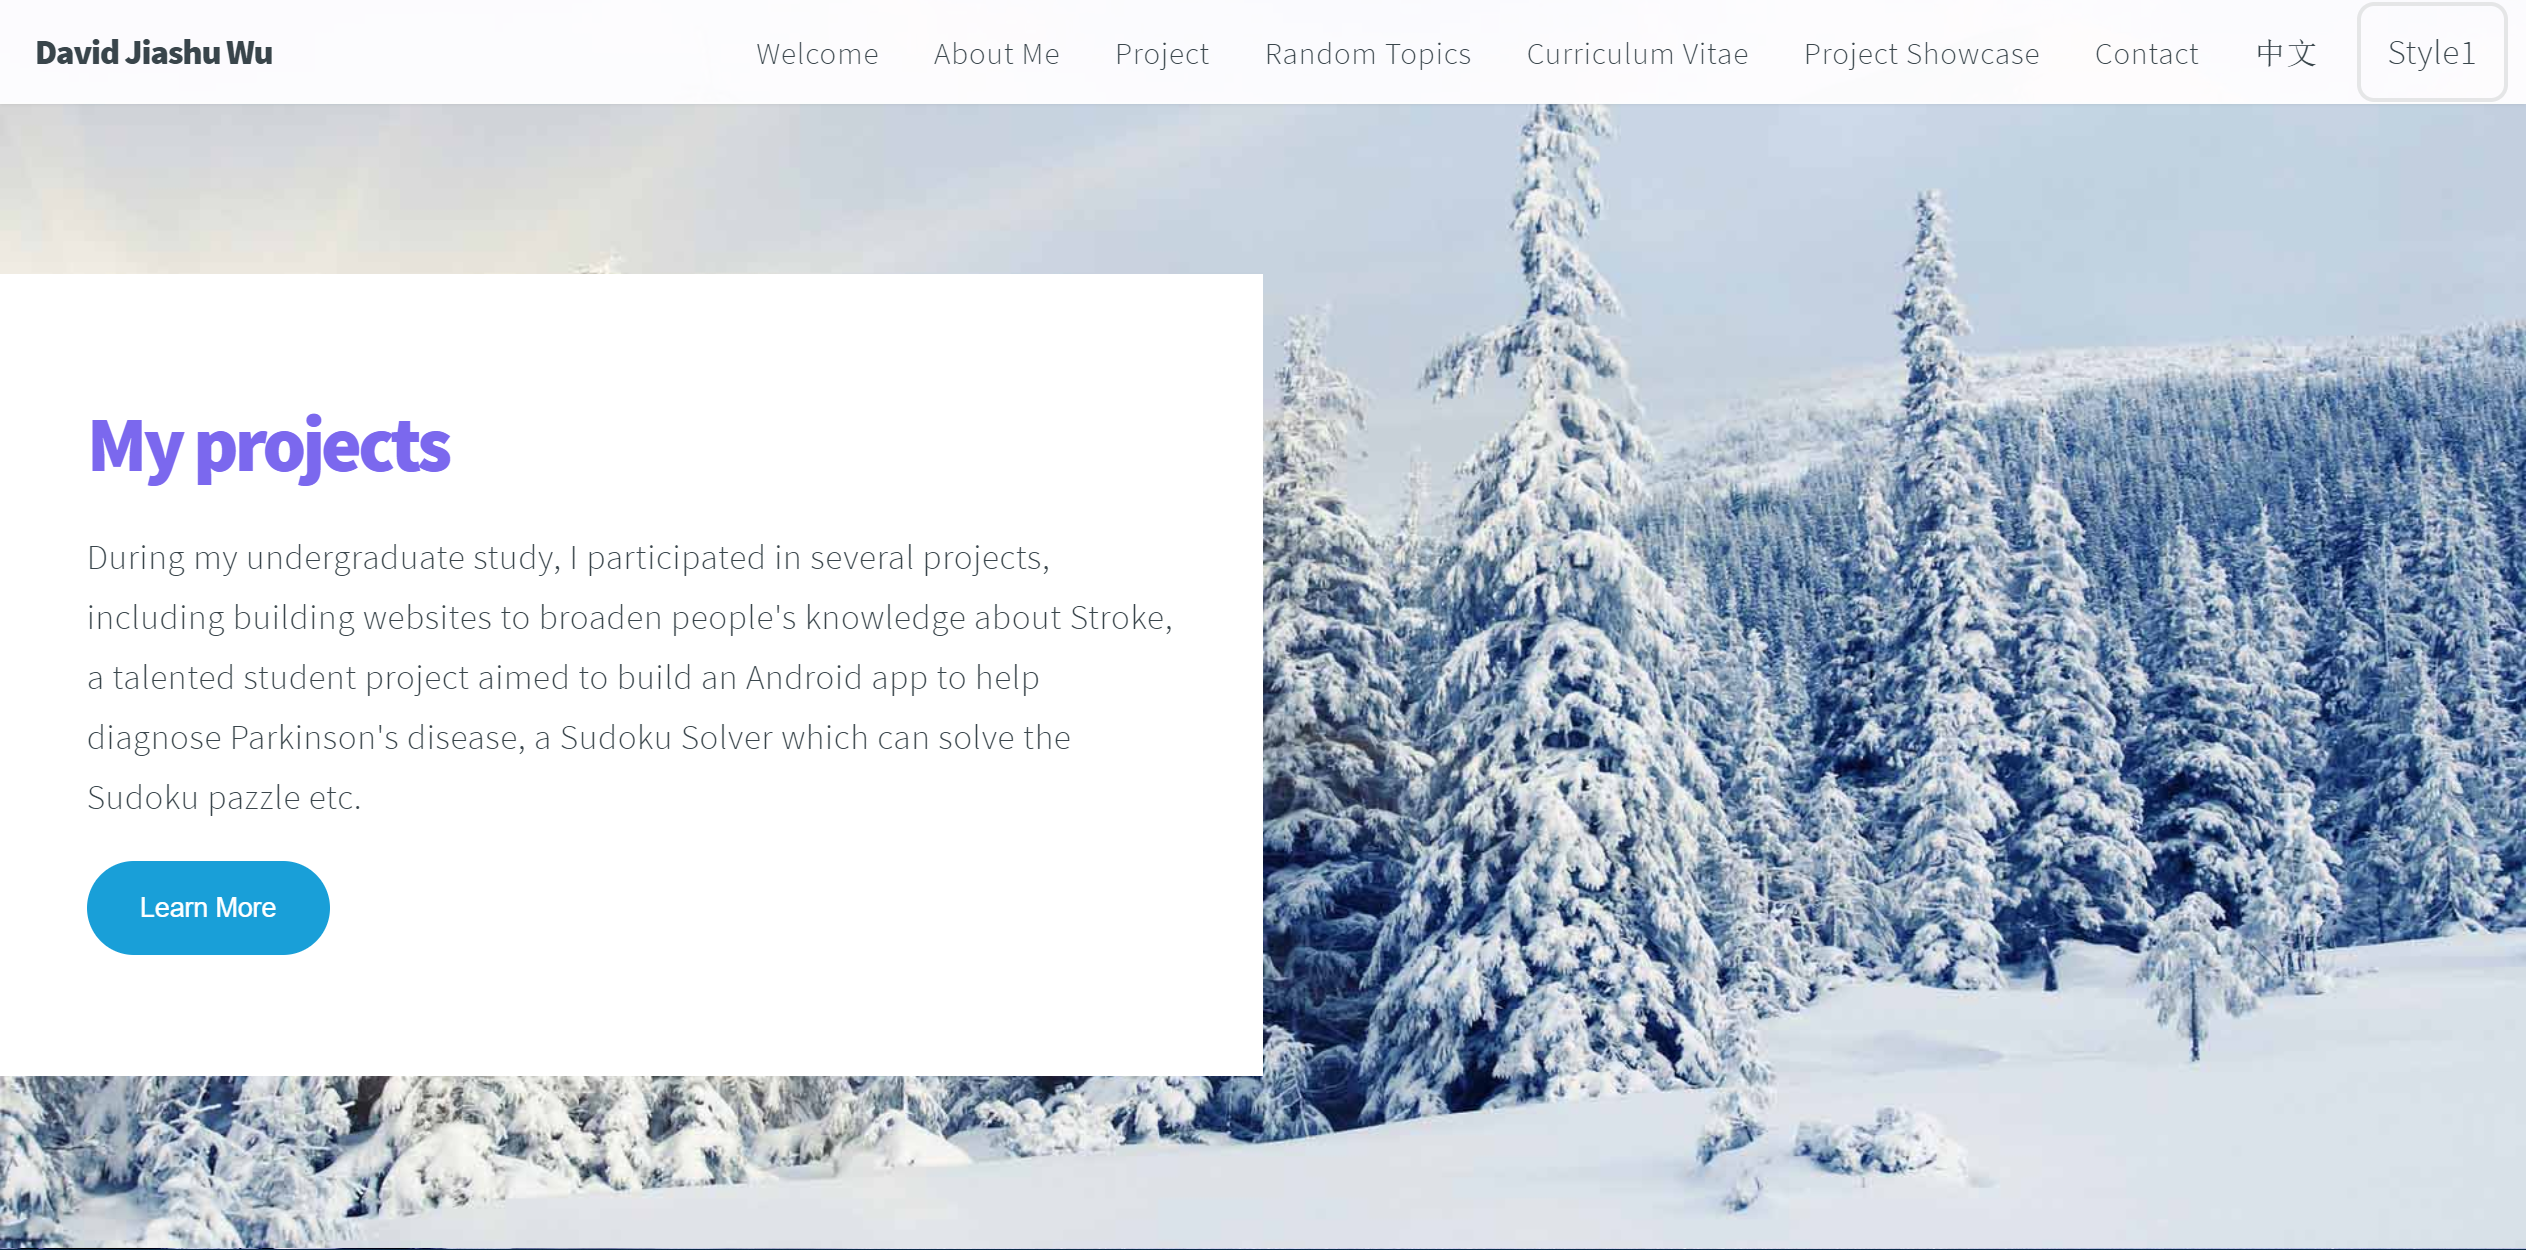 David Jiashu Wu
Welcome
About Me
Project
Random Topics
Curriculum Vitae
Project Showcase
Contact
中文
Style1
My projects
During my undergraduate study, I participated in several projects,
including building websites to broaden people's knowledge about Stroke,
a talented student project aimed to build an Android app to help
diagnose Parkinson's disease, a Sudoku Solver which can solve the
Sudoku pazzle etc.
Learn More